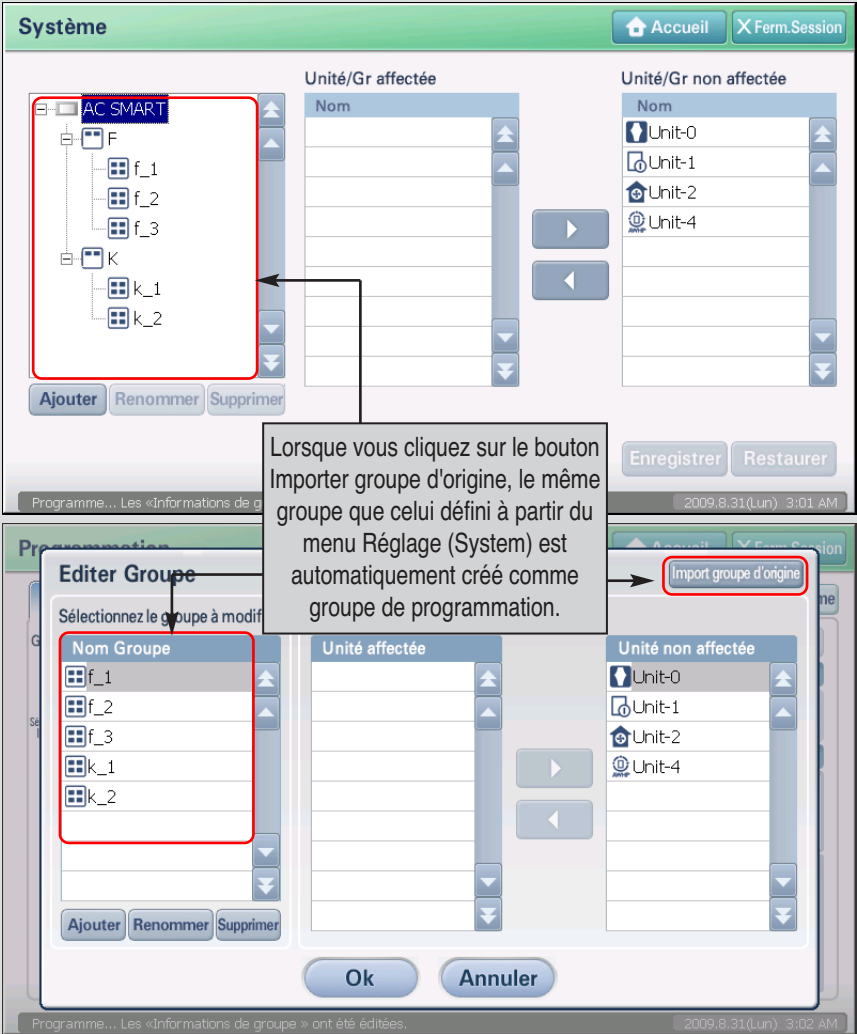 Système
Accueil
X Ferm.Session
Unité/Gr affectée
Unité/Gr non affectée
AC SMART
F
f_1
f_2
f_3
K
k_1
k_2
Nom
Nom
Unit-0
Unit-1
Unit-2
Unit-4
Ajouter
Renommer
Supprimer
Enregistrer
Restaurer
Programme... Les «Informations de g
2009.8.31(Lun) 3:01 AM
Lorsque vous cliquez sur le bouton
Importer groupe d'origine, le même
groupe que celui défini à partir du
menu Réglage (System) est
automatiquement créé comme
groupe de programmation.
Programmation
Accueil
X Ferm.Session
Editer Groupe
Import groupe d'origine
Sélectionnez le groupe à modif
Nom Groupe
f_1
f_2
f_3
k_1
k_2
Unité affectée
Unité non affectée
Unit-0
Unit-1
Unit-2
Unit-4
Ajouter
Renommer
Supprimer
Ok
Annuler
Programme... Les «Informations de groupe » ont été éditées.
2009.8.31(Lun) 3:02 AM